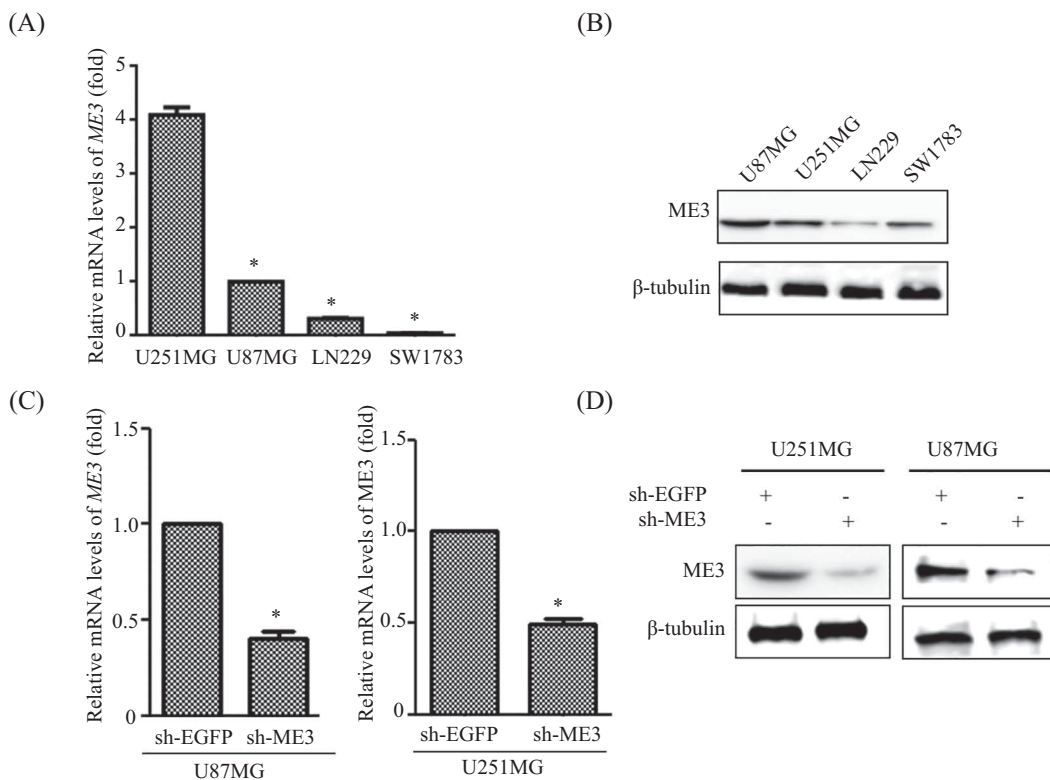 (A)
Relative mRNA levels of ME3 (fold)
5
4
3
2
1
0
*
*
*
U251MG U87MG LN229 SW1783
(B)
U87MG U251MG LN229 SW1783
ME3
β-tubulin
(C)
Relative mRNA levels of ME3 (fold)
1.5
1.0
0.5
0.0
*
sh-EGFP sh-ME3
U87MG
Relative mRNA levels of ME3 (fold)
1.5
1.0
0.5
0.0
*
sh-EGFP sh-ME3
U251MG
(D)
U251MG U87MG
sh-EGFP + - + -
sh-ME3 - + - +
ME3
β-tubulin